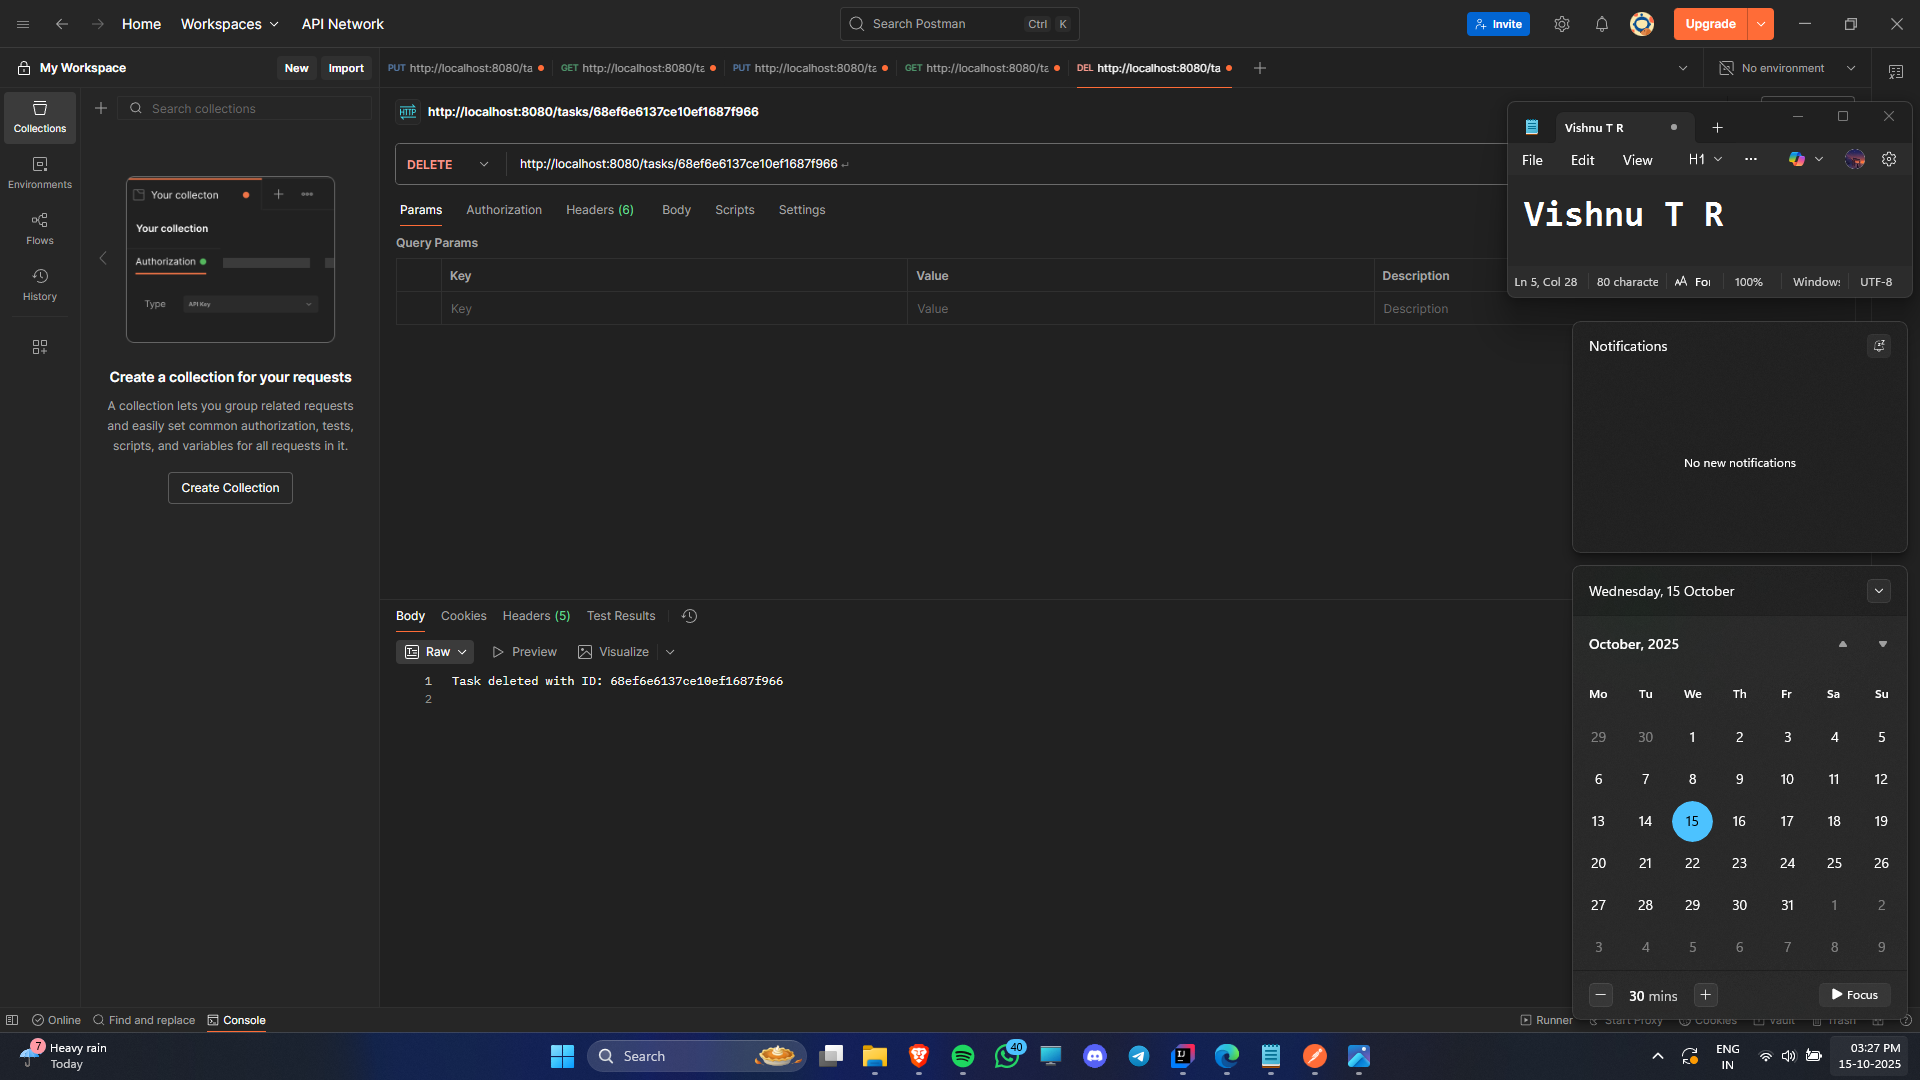 Home Workspaces API Network Search Postman Ctrl K Invite Upgrade
My Workspace New Import
PUT http://localhost:8080/ta GET http://localhost:8080/ta PUT http://localhost:8080/ta GET http://localhost:8080/ta DEL http://localhost:8080/ta No environment
Collections
Environments
Flows
History
Search collections
Your collecton
Your collection
Authorization
Type API Key
Create a collection for your requests
A collection lets you group related requests
and easily set common authorization, tests,
scripts, and variables for all requests in it.
Create Collection
HTTP http://localhost:8080/tasks/68ef6e6137ce10ef1687f966
DELETE http://localhost:8080/tasks/68ef6e6137ce10ef1687f966
Params Authorization Headers (6) Body Scripts Settings
Query Params
Key Value Description
Key Value Description
Body Cookies Headers (5) Test Results
Raw Preview Visualize
1 Task deleted with ID: 68ef6e6137ce10ef1687f966
2
Vishnu T R
File Edit View H1
Vishnu T R
Ln 5, Col 28 80 characte For 100% Windows UTF-8
Notifications
No new notifications
Wednesday, 15 October
October, 2025
Mo Tu We Th Fr Sa Su
29 30 1 2 3 4 5
6 7 8 9 10 11 12
13 14 15 16 17 18 19
20 21 22 23 24 25 26
27 28 29 30 31 1 2
3 4 5 6 7 8 9
30 mins Focus
Online Find and replace Console Runner Start Proxy Cookies Vault Trash
7 Heavy rain
Today
Search
40
ENG
IN
03:27 PM
15-10-2025